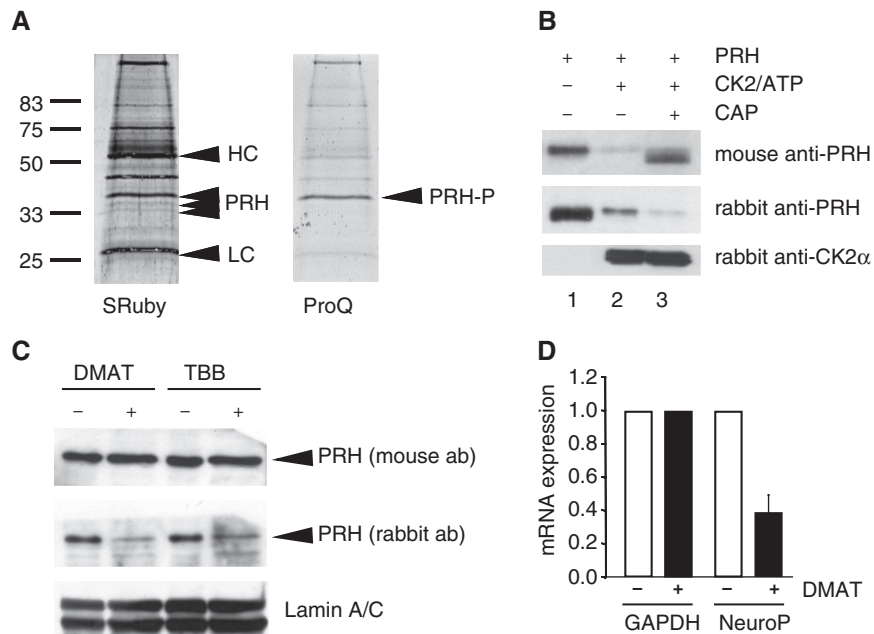 A
83
75
50
33
25
HC
PRH
LC
PRH-P
SRuby
ProQ
B
+ + + PRH
– + + CK2/ATP
– – + CAP
mouse anti-PRH
rabbit anti-PRH
rabbit anti-CK2α
1 2 3
C
DMAT TBB
– + – +
PRH (mouse ab)
PRH (rabbit ab)
Lamin A/C
D
mRNA expression
1.2
1.0
0.8
0.6
0.4
0.2
0.0
– + – + DMAT
GAPDH NeuroP